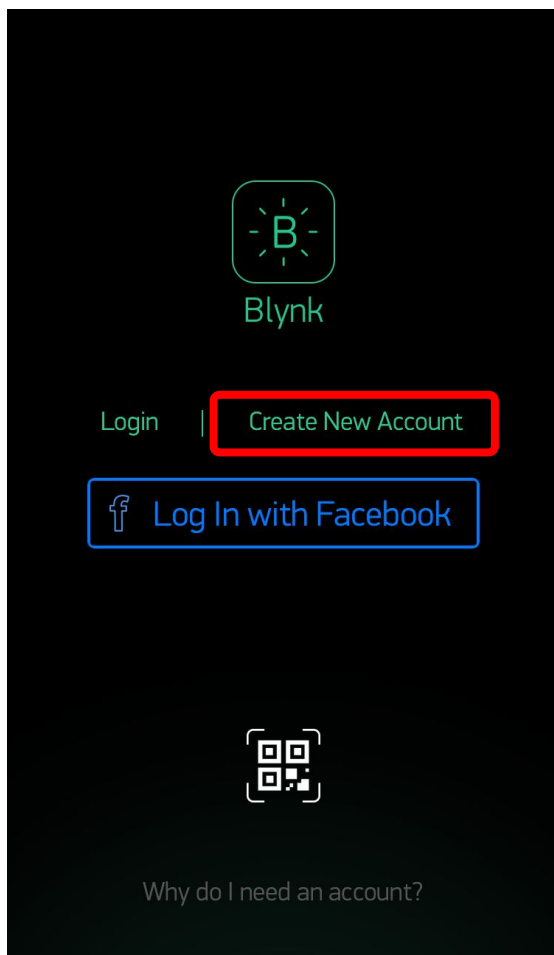 B
Blynk
Login | Create New Account
f Log In with Facebook
Why do I need an account?